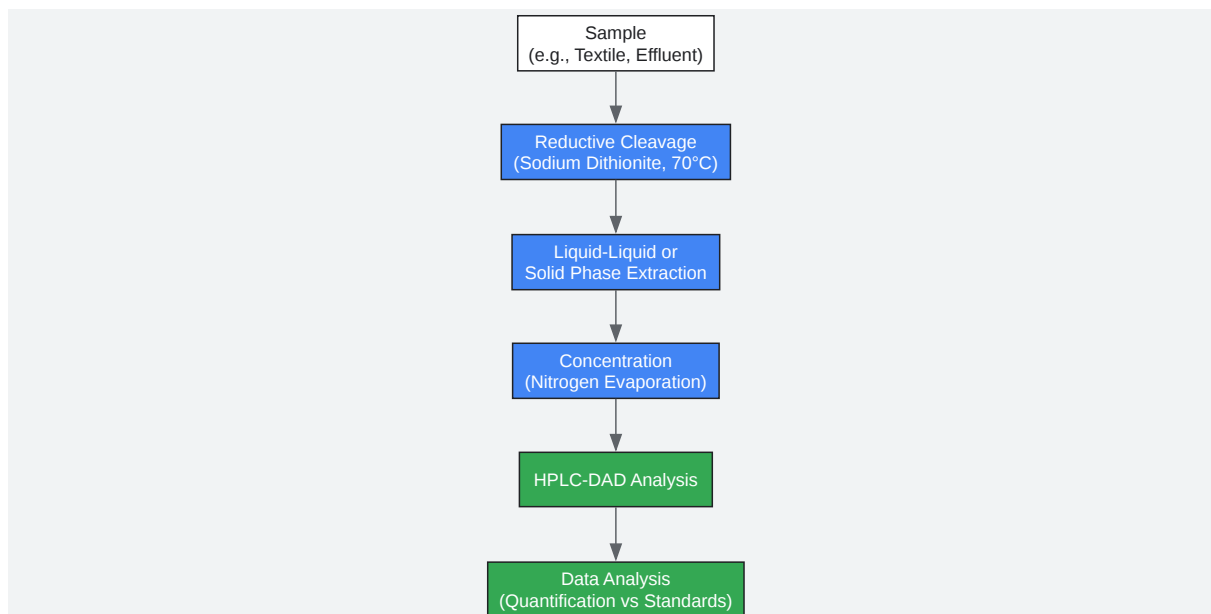 Sample
(e.g., Textile, Effluent)
Reductive Cleavage
(Sodium Dithionite, 70°C)
Liquid-Liquid or
Solid Phase Extraction
Concentration
(Nitrogen Evaporation)
HPLC-DAD Analysis
Data Analysis
(Quantification vs Standards)